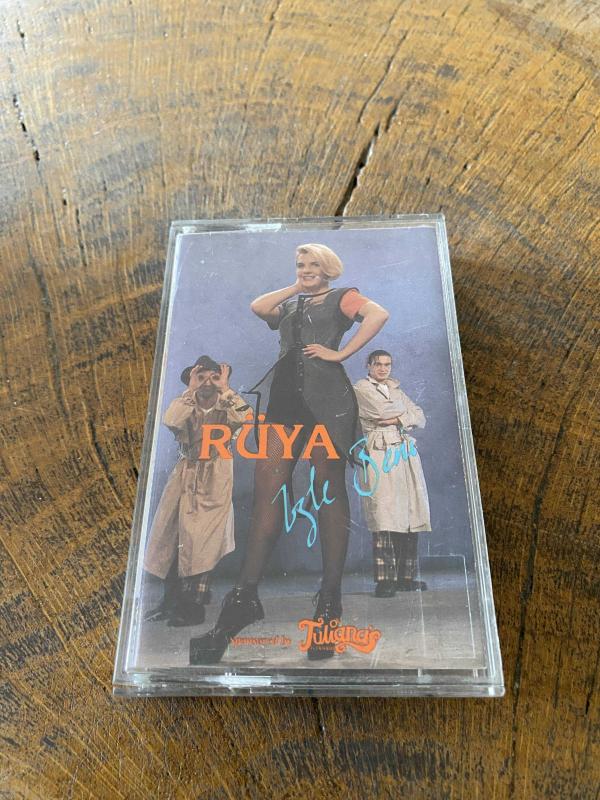 RÜYA
İzle Beni
Sponsored by Juliana's